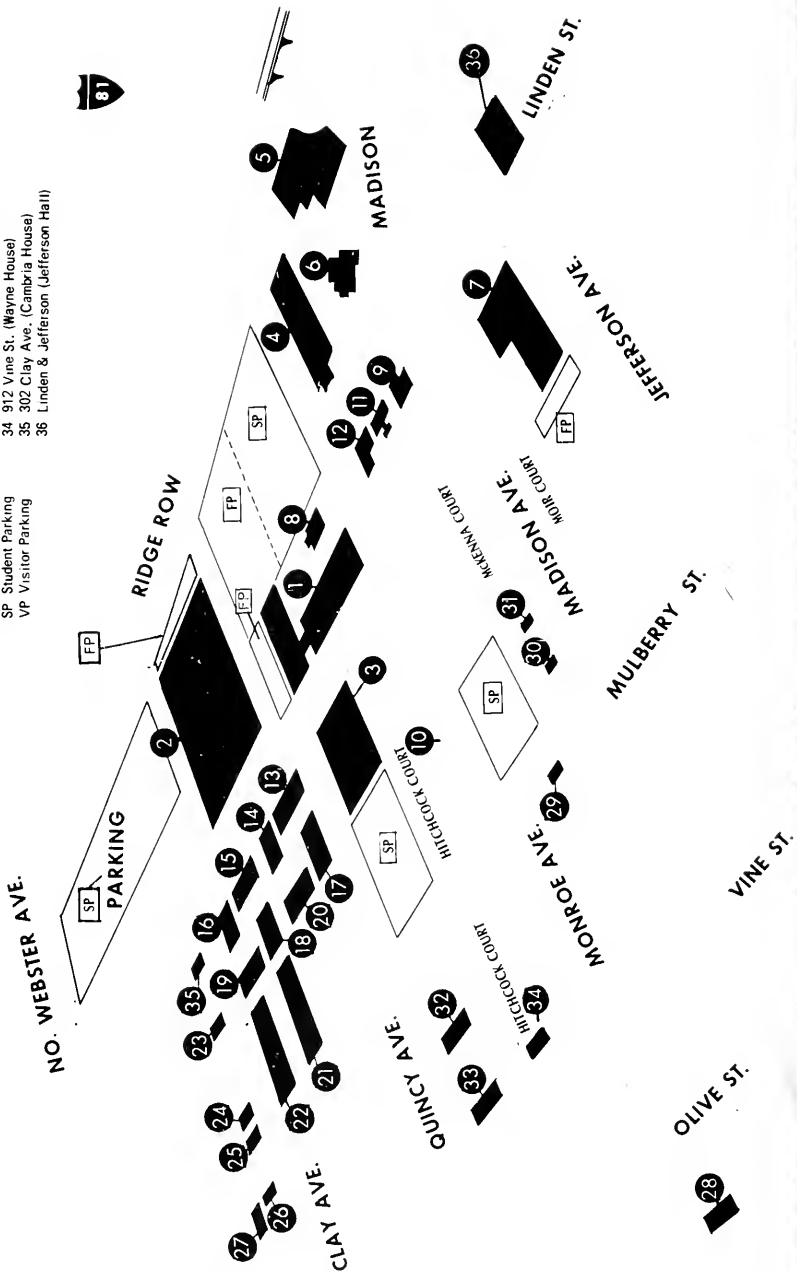 SP Student Parking
VP Visitor Parking
34 912 Vine St. (Wayne House)
35 302 Clay Ave. (Cambria House)
36 Linden & Jefferson (Jefferson Hall)
81
NO. WEBSTER AVE.
SP
PARKING
FP
RIDGE ROW
2
FP
FP
SP
4
5
6
MADISON
36
LINDEN ST.
7
FP
JEFFERSON AVE.
1
8
12
11
9
3
13
14
15
16
35
17
20
18
19
23
21
22
24
25
26
27
CLAY AVE.
SP
HITCHCOCK COURT
10
SP
McKENNA COURT
MADISON AVE.
MOIR COURT
31
30
29
MULBERRY ST.
MONROE AVE.
HITCHCOCK COURT
34
32
33
QUINCY AVE.
VINE ST.
OLIVE ST.
28